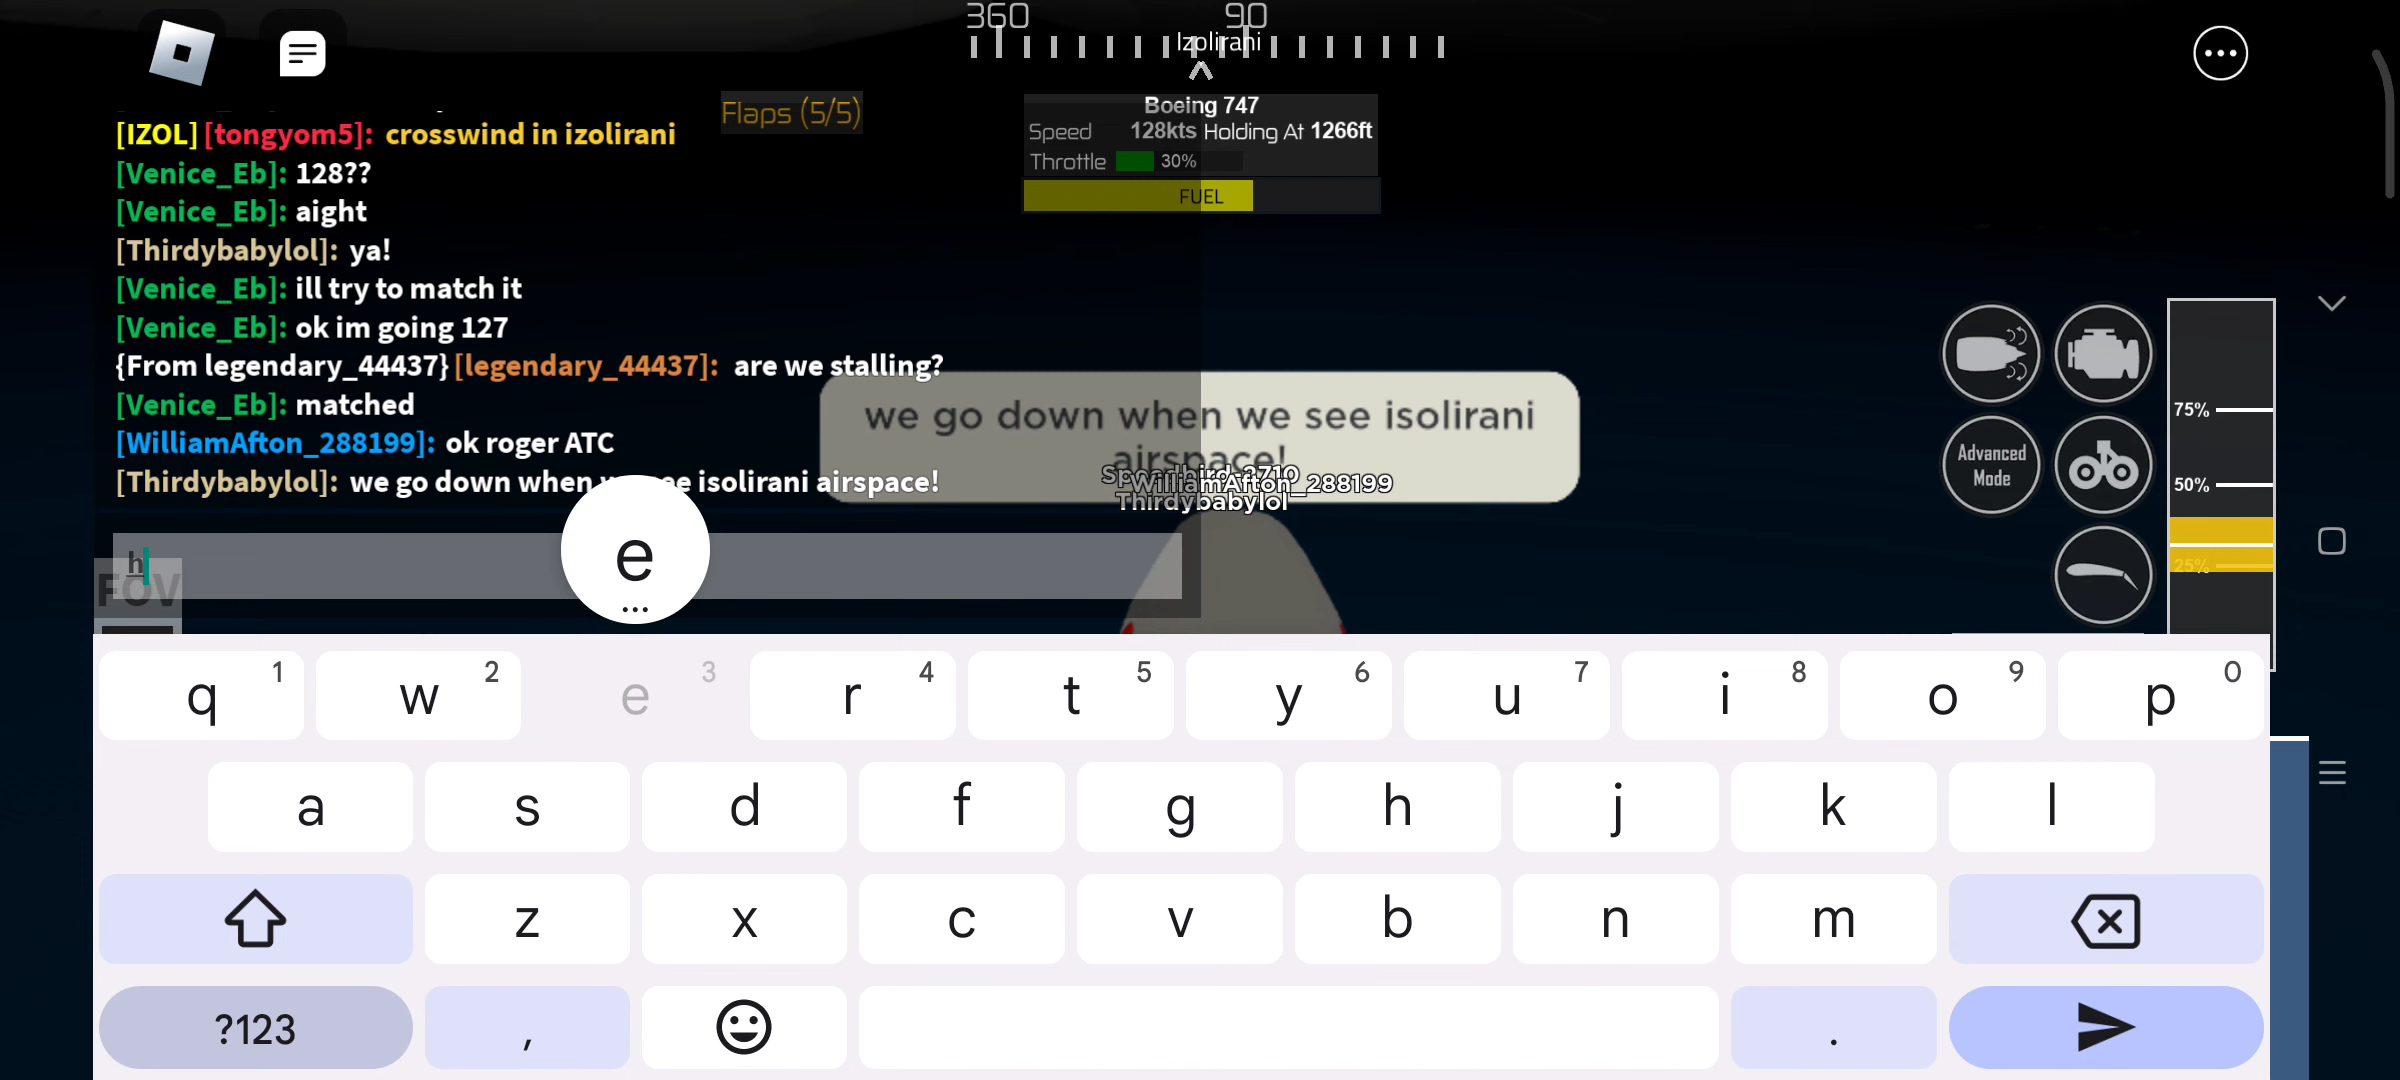 360 90
Izolirani
Flaps (5/5)
Boeing 747
Speed 128kts Holding At 1266ft
Throttle 30%
FUEL
[IZOL] [tongyom5]: crosswind in izolirani
[Venice_Eb]: 128??
[Venice_Eb]: aight
[Thirdybabylol]: ya!
[Venice_Eb]: ill try to match it
[Venice_Eb]: ok im going 127
{From legendary_44437} [legendary_44437]: are we stalling?
[Venice_Eb]: matched
[WilliamAfton_288199]: ok roger ATC
[Thirdybabylol]: we go down when we see isolirani airspace!
we go down when we see isolirani
airspace!
WilliamAfton_288199
Thirdybabylol
Advanced
Mode
75%
50%
25%
h
FOV
e
...
q 1 w 2 e 3 r 4 t 5 y 6 u 7 i 8 o 9 p 0
a s d f g h j k l
z x c v b n m
?123 , .